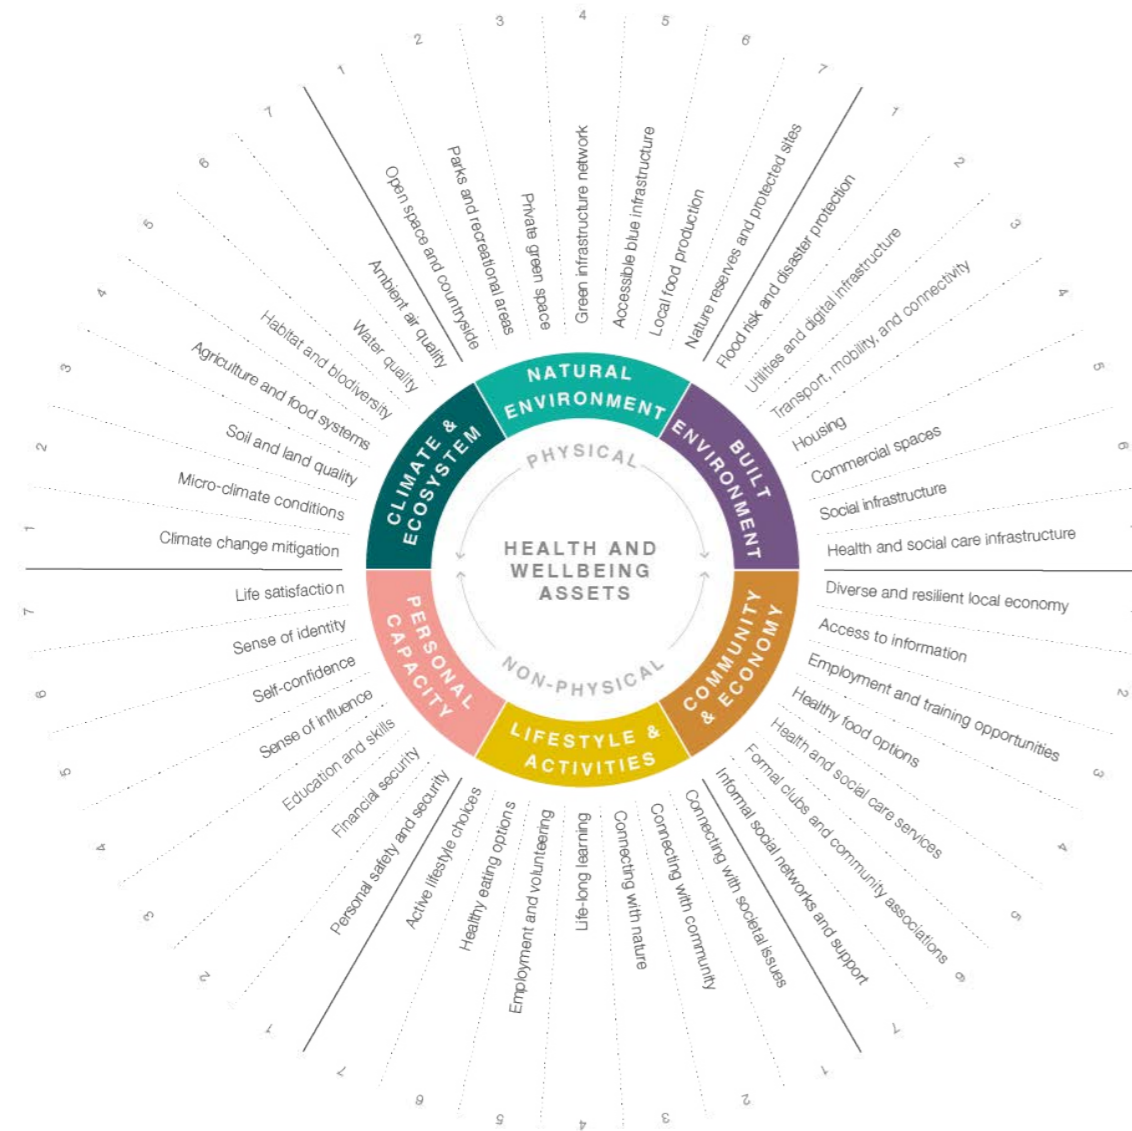 HEALTH AND
WELLBEING
ASSETS
PHYSICAL
NON-PHYSICAL
NATURAL
ENVIRONMENT
1
Open space and countryside
2
Parks and recreational areas
3
Private green space
4
Green infrastructure network
5
Accessible blue infrastructure
6
Local food production
7
Nature reserves and protected sites
BUILT
ENVIRONMENT
1
Flood risk and disaster protection
2
Utilities and digital infrastructure
3
Transport, mobility, and connectivity
4
Housing
5
Commercial spaces
6
Social infrastructure
Health and social care infrastructure
COMMUNITY
& ECONOMY
Diverse and resilient local economy
2
Access to information
3
Employment and training opportunities
4
Healthy food options
5
Health and social care services
6
Formal clubs and community associations
7
Informal social networks and support
LIFESTYLE &
ACTIVITIES
1
Connecting with societal issues
2
Connecting with community
3
Connecting with nature
4
Life-long learning
5
Employment and volunteering
6
Healthy eating options
7
Active lifestyle choices
PERSONAL
CAPACITY
1
Personal safety and security
2
Financial security
3
Education and skills
4
Sense of influence
5
Self-confidence
6
Sense of identity
7
Life satisfaction
CLIMATE &
ECOSYSTEM
1
Climate change mitigation
2
Micro-climate conditions
3
Soil and land quality
4
Agriculture and food systems
5
Habitat and biodiversity
6
Water quality
7
Ambient air quality